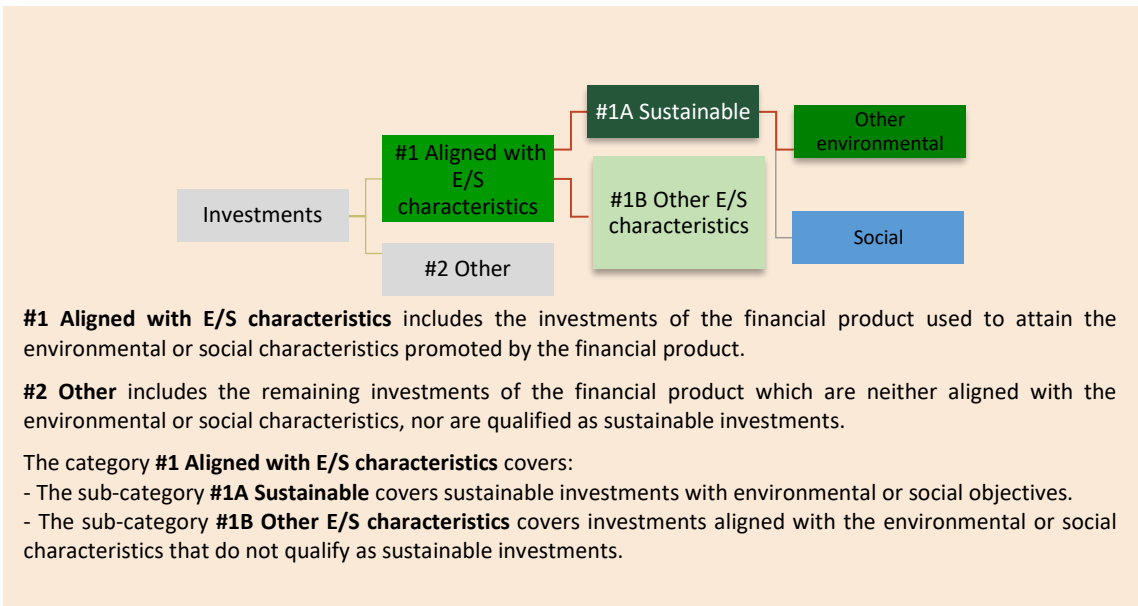 #1A Sustainable
Other
environmental
#1 Aligned with
E/S
characteristics
#1B Other E/S
characteristics
Investments
Social
#2 Other
#1 Aligned with E/S characteristics includes the investments of the financial product used to attain the
environmental or social characteristics promoted by the financial product.
#2 Other includes the remaining investments of the financial product which are neither aligned with the
environmental or social characteristics, nor are qualified as sustainable investments.
The category #1 Aligned with E/S characteristics covers:
- The sub-category #1A Sustainable covers sustainable investments with environmental or social objectives.
- The sub-category #1B Other E/S characteristics covers investments aligned with the environmental or social
characteristics that do not qualify as sustainable investments.